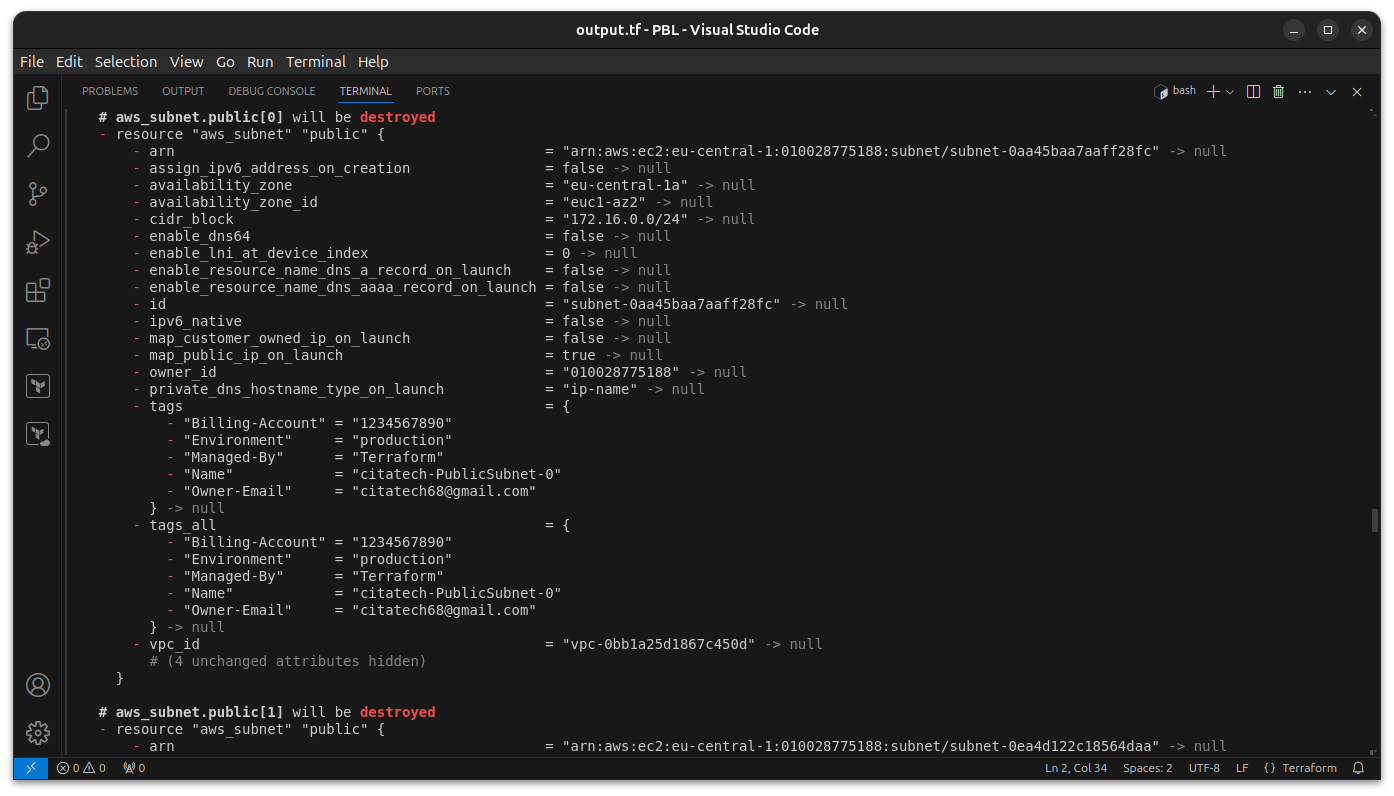 output.tf - PBL - Visual Studio Code
File Edit Selection View Go Run Terminal Help
PROBLEMS OUTPUT DEBUG CONSOLE TERMINAL PORTS bash
# aws_subnet.public[0] will be destroyed
- resource "aws_subnet" "public" {
- arn = "arn:aws:ec2:eu-central-1:010028775188:subnet/subnet-0aa45baa7aaff28fc" -> null
- assign_ipv6_address_on_creation = false -> null
- availability_zone = "eu-central-1a" -> null
- availability_zone_id = "euc1-az2" -> null
- cidr_block = "172.16.0.0/24" -> null
- enable_dns64 = false -> null
- enable_lni_at_device_index = 0 -> null
- enable_resource_name_dns_a_record_on_launch = false -> null
- enable_resource_name_dns_aaaa_record_on_launch = false -> null
- id = "subnet-0aa45baa7aaff28fc" -> null
- ipv6_native = false -> null
- map_customer_owned_ip_on_launch = false -> null
- map_public_ip_on_launch = true -> null
- owner_id = "010028775188" -> null
- private_dns_hostname_type_on_launch = "ip-name" -> null
- tags = {
- "Billing-Account" = "1234567890"
- "Environment" = "production"
- "Managed-By" = "Terraform"
- "Name" = "citatech-PublicSubnet-0"
- "Owner-Email" = "citatech68@gmail.com"
} -> null
- tags_all = {
- "Billing-Account" = "1234567890"
- "Environment" = "production"
- "Managed-By" = "Terraform"
- "Name" = "citatech-PublicSubnet-0"
- "Owner-Email" = "citatech68@gmail.com"
} -> null
- vpc_id = "vpc-0bb1a25d1867c450d" -> null
# (4 unchanged attributes hidden)
}
# aws_subnet.public[1] will be destroyed
- resource "aws_subnet" "public" {
- arn = "arn:aws:ec2:eu-central-1:010028775188:subnet/subnet-0ea4d122c18564daa" -> null
0 0 0 Ln 2, Col 34 Spaces: 2 UTF-8 LF { } Terraform